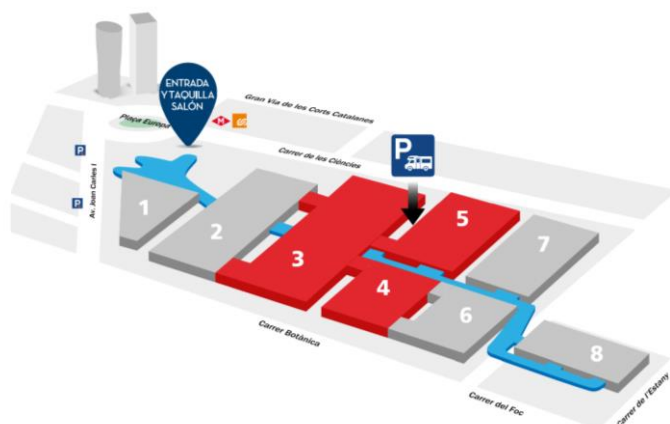 ENTRADA
Y TAQUILLA
SALÓN
Gran Via de les Corts Catalanes
Plaça Europa
M
P
Carrer de les Ciències
P
P
Av. Joan Carles I
1
2
3
4
5
6
7
8
Carrer Botànica
Carrer del Foc
Carrer de l'Estany